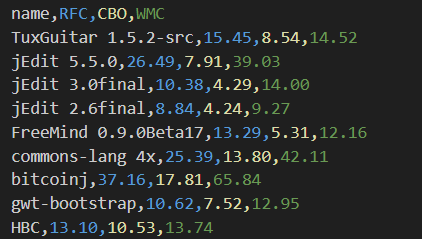 name,RFC,CBO,WMC
TuxGuitar 1.5.2-src,15.45,8.54,14.52
jEdit 5.5.0,26.49,7.91,39.03
jEdit 3.0final,10.38,4.29,14.00
jEdit 2.6final,8.84,4.24,9.27
FreeMind 0.9.0Beta17,13.29,5.31,12.16
commons-lang 4x,25.39,13.80,42.11
bitcoinj,37.16,17.81,65.84
gwt-bootstrap,10.62,7.52,12.95
HBC,13.10,10.53,13.74